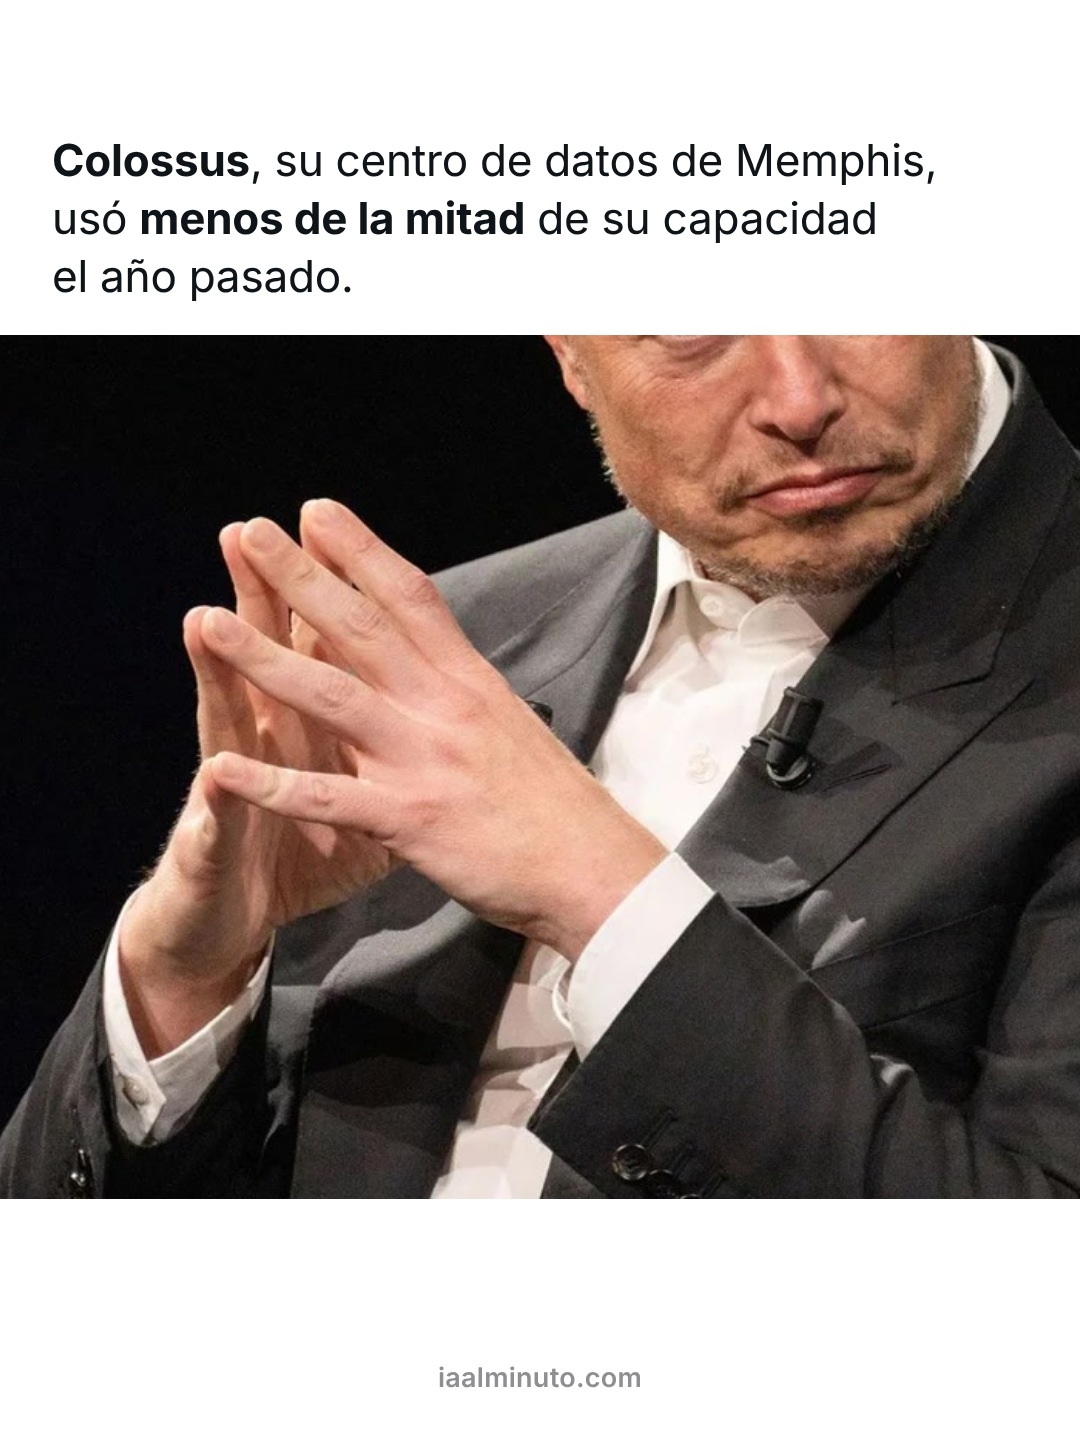 Colossus, su centro de datos de Memphis,
usó menos de la mitad de su capacidad
el año pasado.
iaalminuto.com